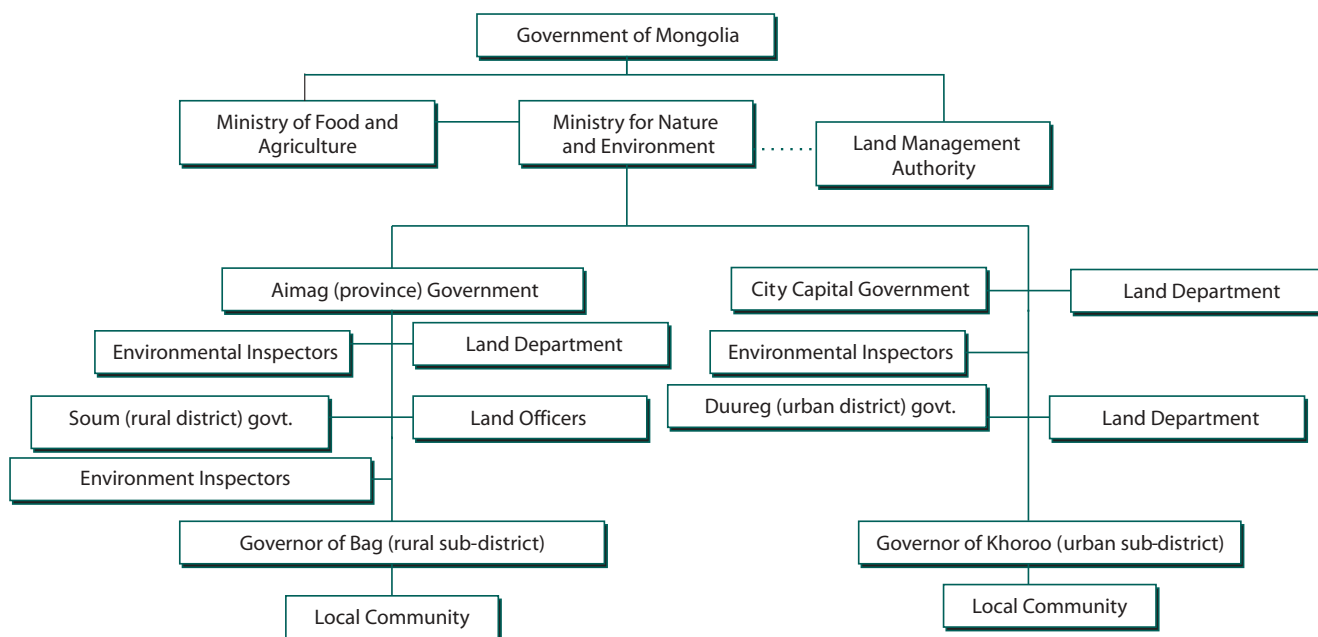 Government of Mongolia
Ministry of Food and
Agriculture
Ministry for Nature
and Environment
Land Management
Authority
Aimag (province) Government
City Capital Government
Land Department
Environmental Inspectors
Land Department
Environmental Inspectors
Soum (rural district) govt.
Land Officers
Duureg (urban district) govt.
Land Department
Environment Inspectors
Governor of Bag (rural sub-district)
Governor of Khoroo (urban sub-district)
Local Community
Local Community